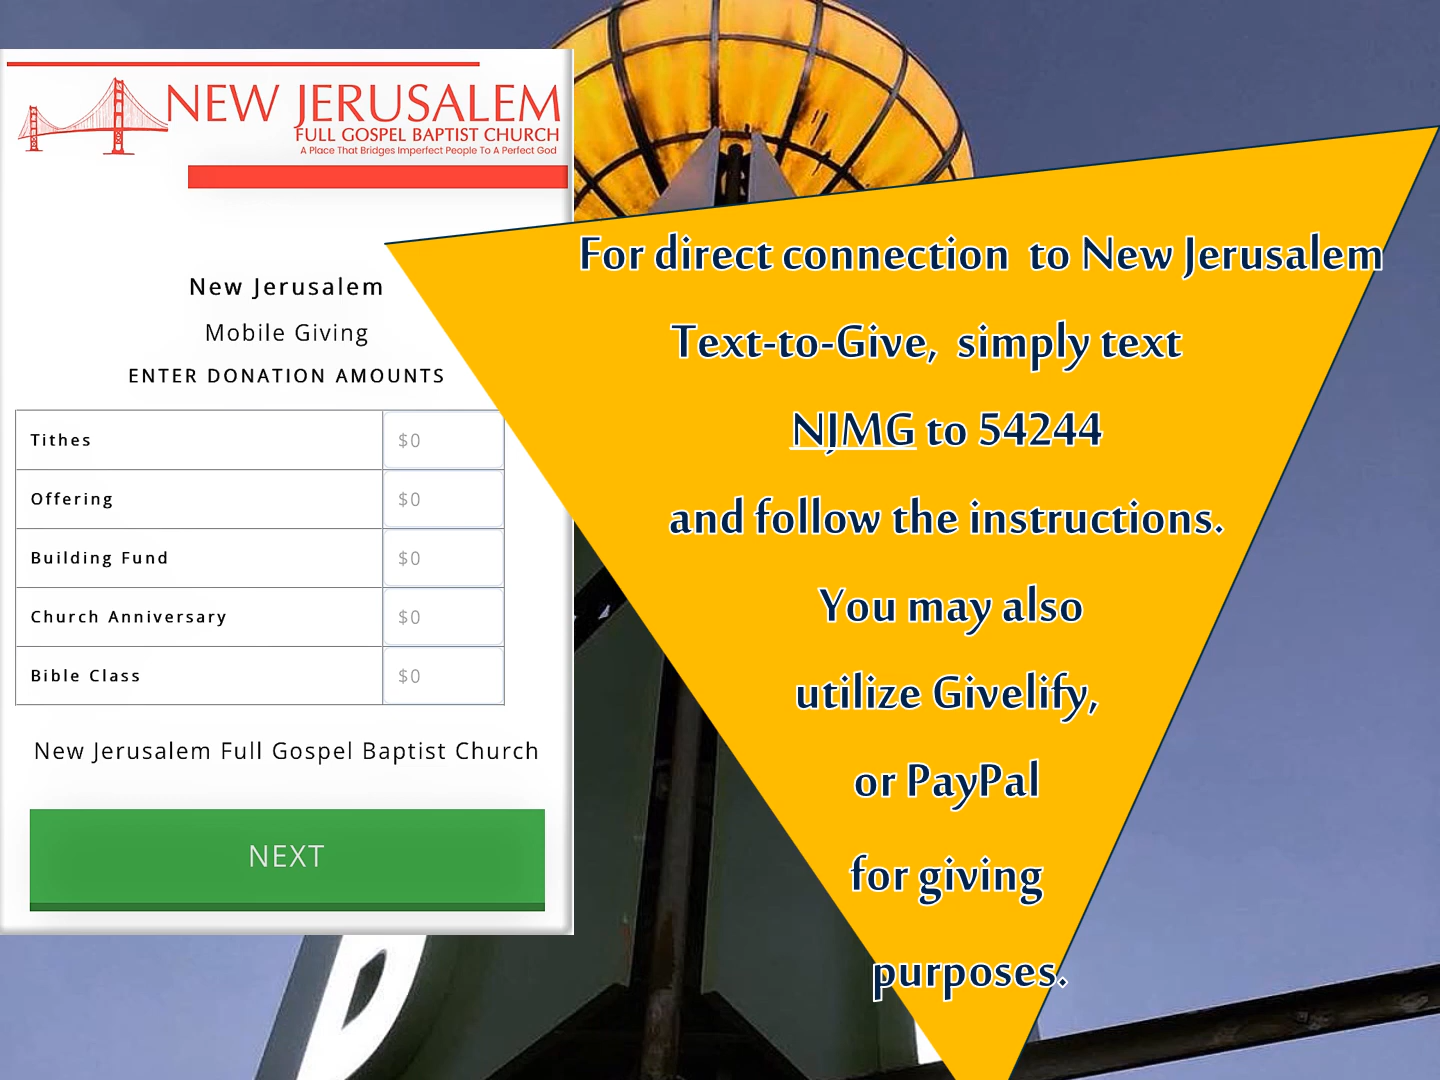 NEW JERUSALEM
FULL GOSPEL BAPTIST CHURCH
A Place That Bridges Imperfect People To A Perfect God
New Jerusalem
Mobile Giving
ENTER DONATION AMOUNTS
Tithes $0
Offering $0
Building Fund $0
Church Anniversary $0
Bible Class $0
New Jerusalem Full Gospel Baptist Church
NEXT
For direct connection to New Jerusalem
Text-to-Give, simply text
NJMG to 54244
and follow the instructions.
You may also
utilize Givelify,
or PayPal
for giving
purposes.